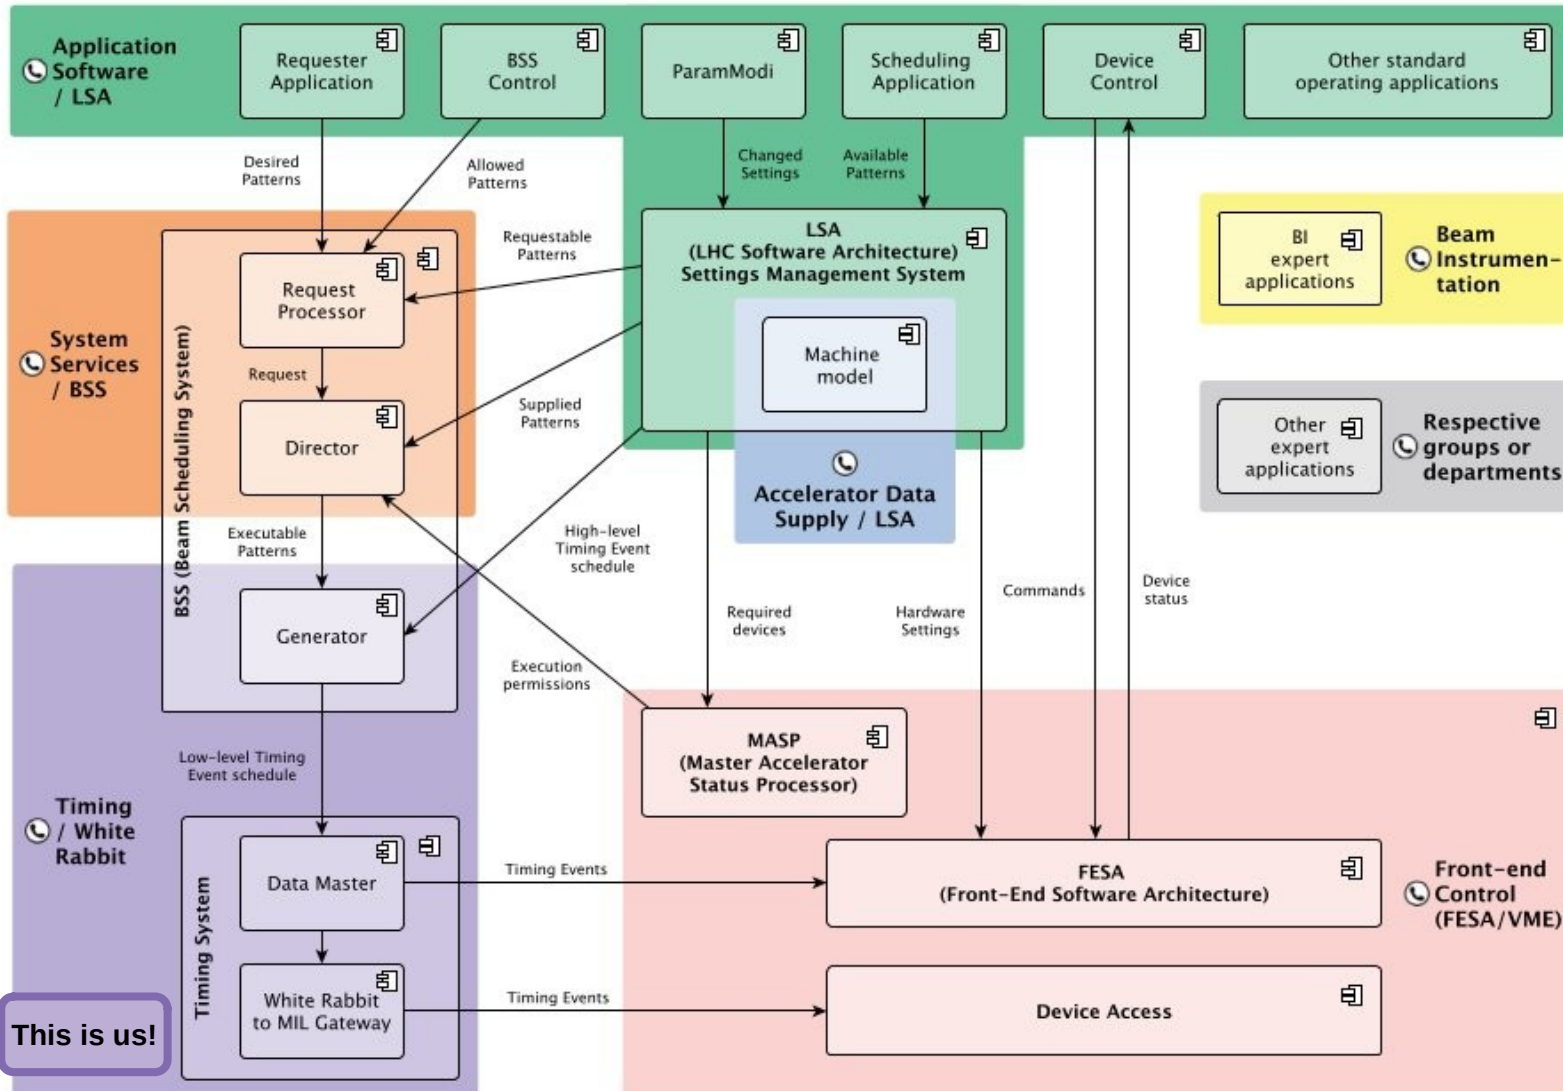 Application
Software
/ LSA
Requester
Application
BSS
Control
ParamModi
Scheduling
Application
Device
Control
Other standard
operating applications
Desired
Patterns
Allowed
Patterns
Changed
Settings
Available
Patterns
System
Services
/ BSS
BSS (Beam Scheduling System)
Request
Processor
Request
Director
Executable
Patterns
Generator
Requestable
Patterns
Supplied
Patterns
High-level
Timing Event
schedule
Execution
permissions
LSA
(LHC Software Architecture)
Settings Management System
Machine
model
Accelerator Data
Supply / LSA
BI
expert
applications
Beam
Instrumen-
tation
Other
expert
applications
Respective
groups or
departments
Required
devices
Hardware
Settings
Commands
Device
status
MASP
(Master Accelerator
Status Processor)
Low-level Timing
Event schedule
Timing
/ White
Rabbit
Timing System
Data Master
White Rabbit
to MIL Gateway
Timing Events
Timing Events
FESA
(Front-End Software Architecture)
Device Access
Front-end
Control
(FESA/VME)
This is us!